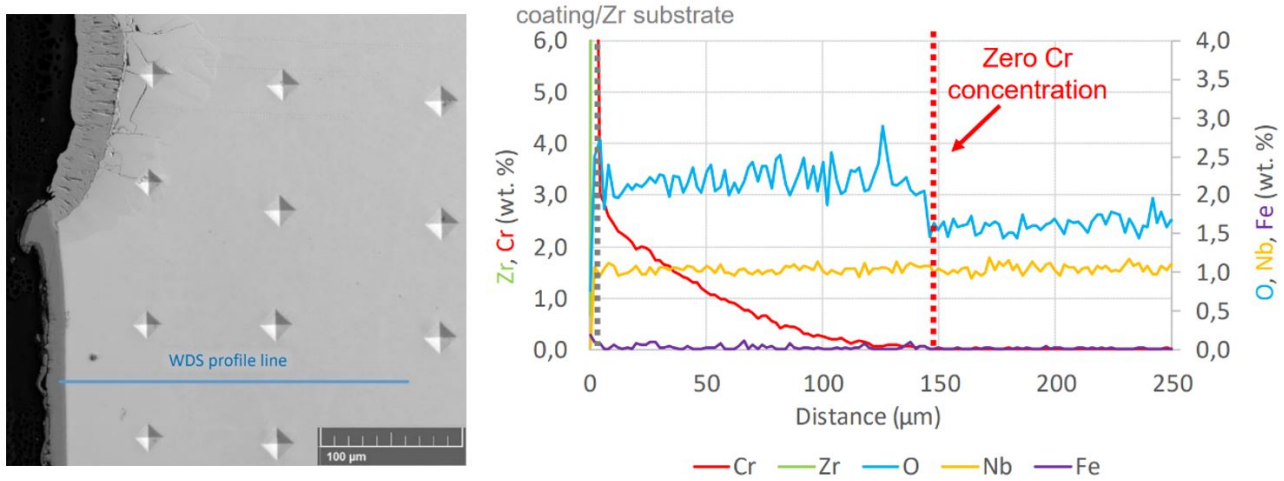 WDS profile line
100 µm
coating/Zr substrate
6,0
5,0
4,0
3,0
2,0
1,0
0,0
Zr, Cr (wt. %)
Zero Cr
concentration
4,0
3,5
3,0
2,5
2,0
1,5
1,0
0,5
0,0
O, Nb, Fe (wt. %)
0 50 100 150 200 250
Distance (µm)
Cr Zr O Nb Fe